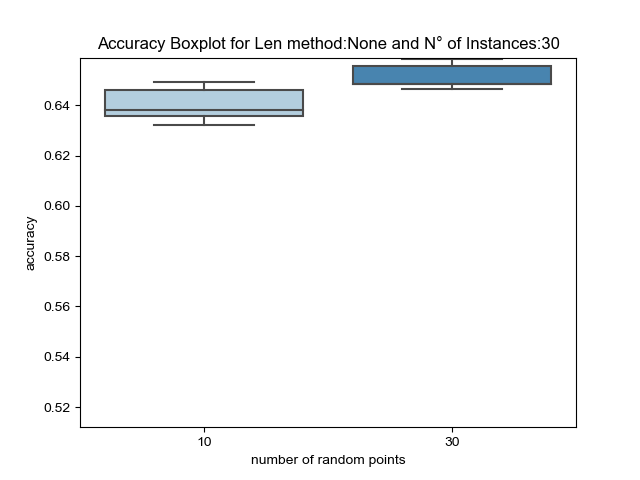 Accuracy Boxplot for Len method:None and N° of Instances:30
0.64
0.62
0.60
0.58
0.56
0.54
0.52
accuracy
10 30
number of random points